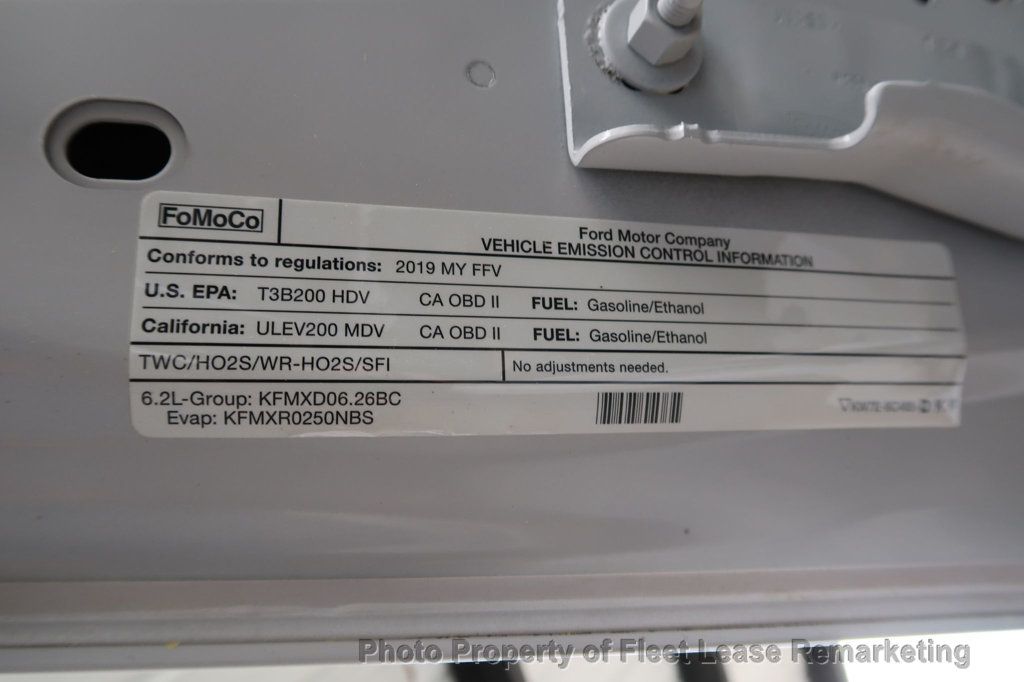 FoMoCo
Ford Motor Company
VEHICLE EMISSION CONTROL INFORMATION
Conforms to regulations: 2019 MY FFV
U.S. EPA: T3B200 HDV CA OBD II FUEL: Gasoline/Ethanol
California: ULEV200 MDV CA OBD II FUEL: Gasoline/Ethanol
TWC/HO2S/WR-HO2S/SFI No adjustments needed.
6.2L-Group: KFMXD06.26BC
Evap: KFMXR0250NBS
Photo Property of Fleet Lease Remarketing